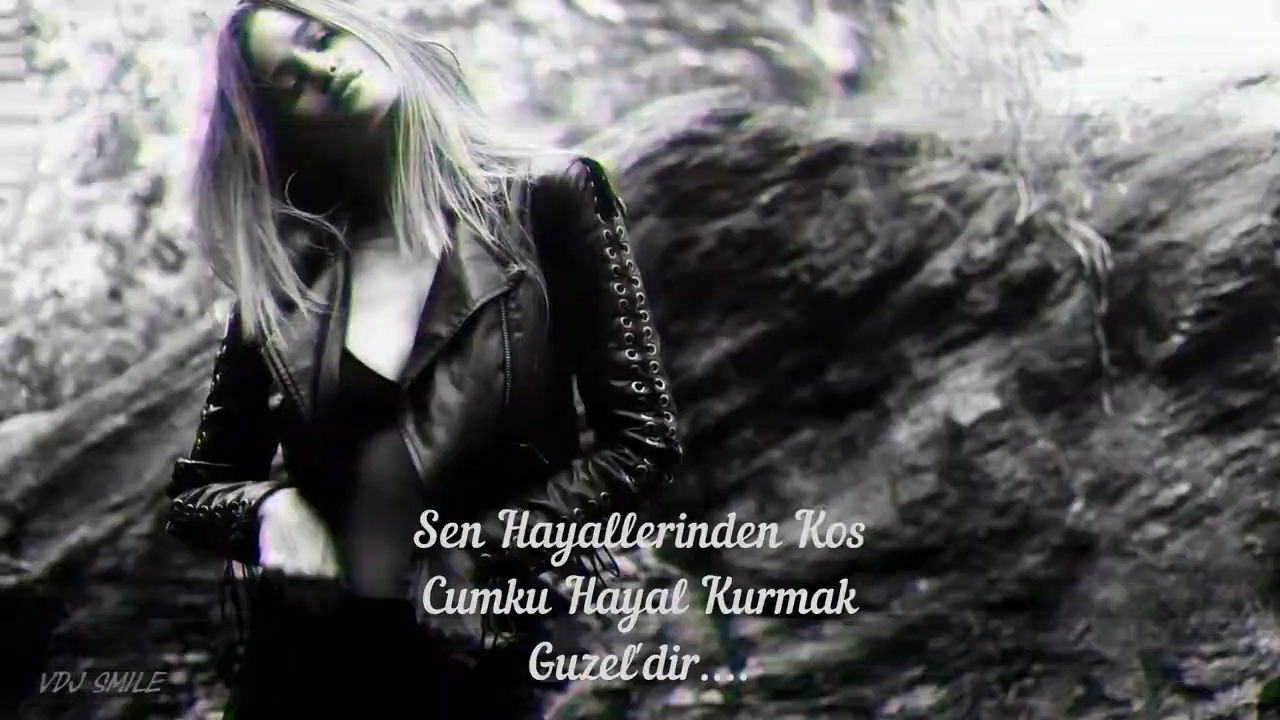 Sen Hayallerinden Kos
Cumku Hayal Kurmak
Guzel'dir....
VDJ SMILE